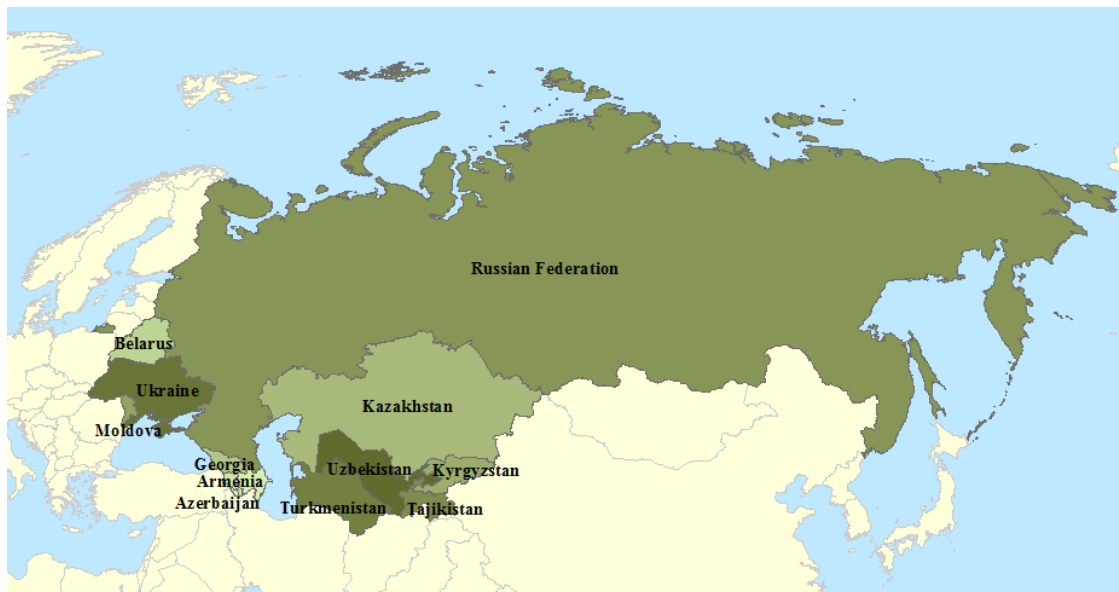 Russian Federation
Belarus
Ukraine
Kazakhstan
Moldova
Georgia
Uzbekistan
Kyrgyzstan
Armenia
Azerbaijan
Turkmenistan
Tajikistan